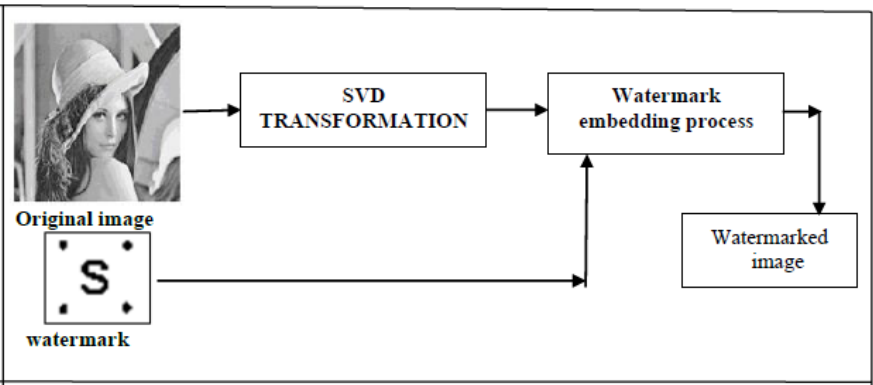 SVD
TRANSFORMATION
Watermark
embedding process
Original image
Watermarked
image
S
watermark